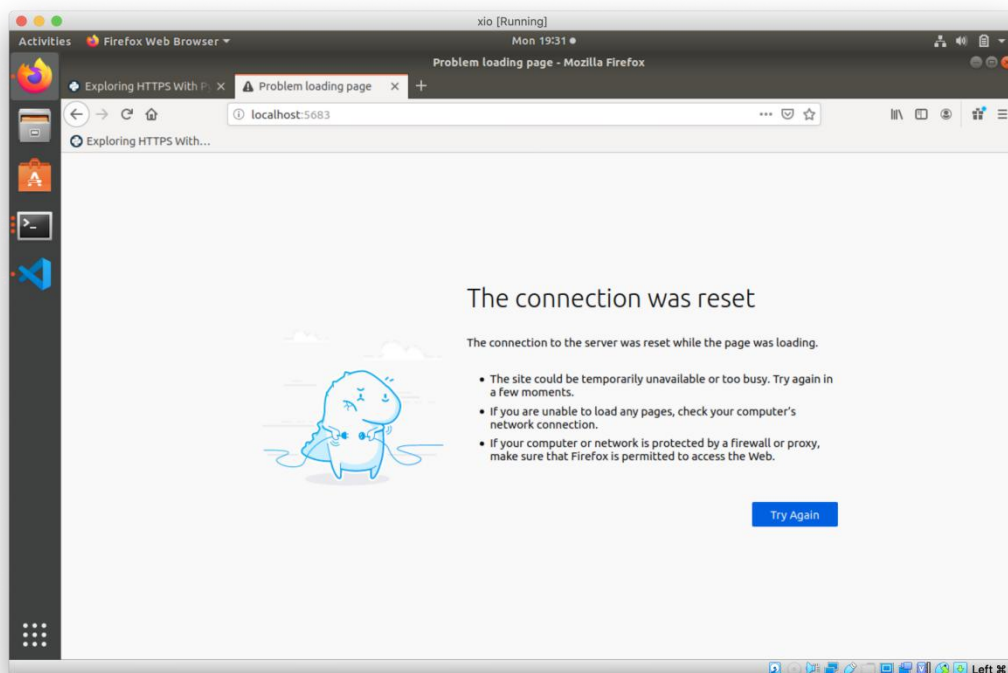 xio [Running]
Activities Firefox Web Browser Mon 19:31
Problem loading page - Mozilla Firefox
Exploring HTTPS With P Problem loading page
localhost:5683
Exploring HTTPS With...
The connection was reset
The connection to the server was reset while the page was loading.
• The site could be temporarily unavailable or too busy. Try again in
a few moments.
• If you are unable to load any pages, check your computer's
network connection.
• If your computer or network is protected by a firewall or proxy,
make sure that Firefox is permitted to access the Web.
Try Again
Left ⌘